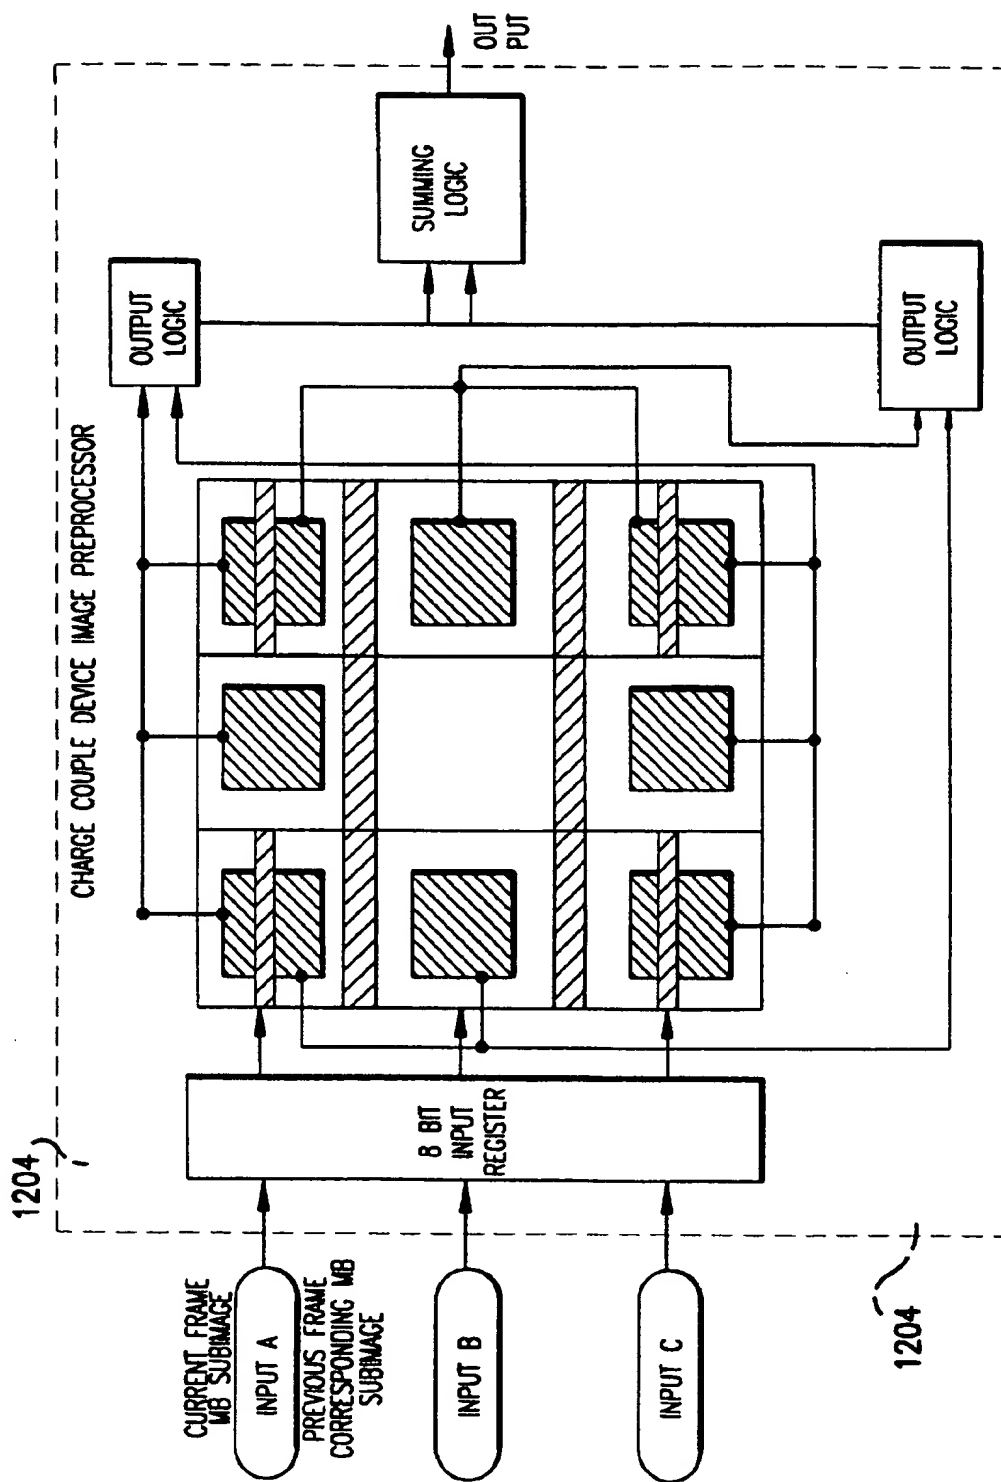 1204
CHARGE COUPLE DEVICE IMAGE PREPROCESSOR
CURRENT FRAME
MB SUBIMAGE
INPUT A
PREVIOUS FRAME
CORRESPONDING MB
SUBIMAGE
INPUT B
INPUT C
8 BIT
INPUT
REGISTER
OUTPUT
LOGIC
OUTPUT
LOGIC
SUMMING
LOGIC
OUT
PUT
1204